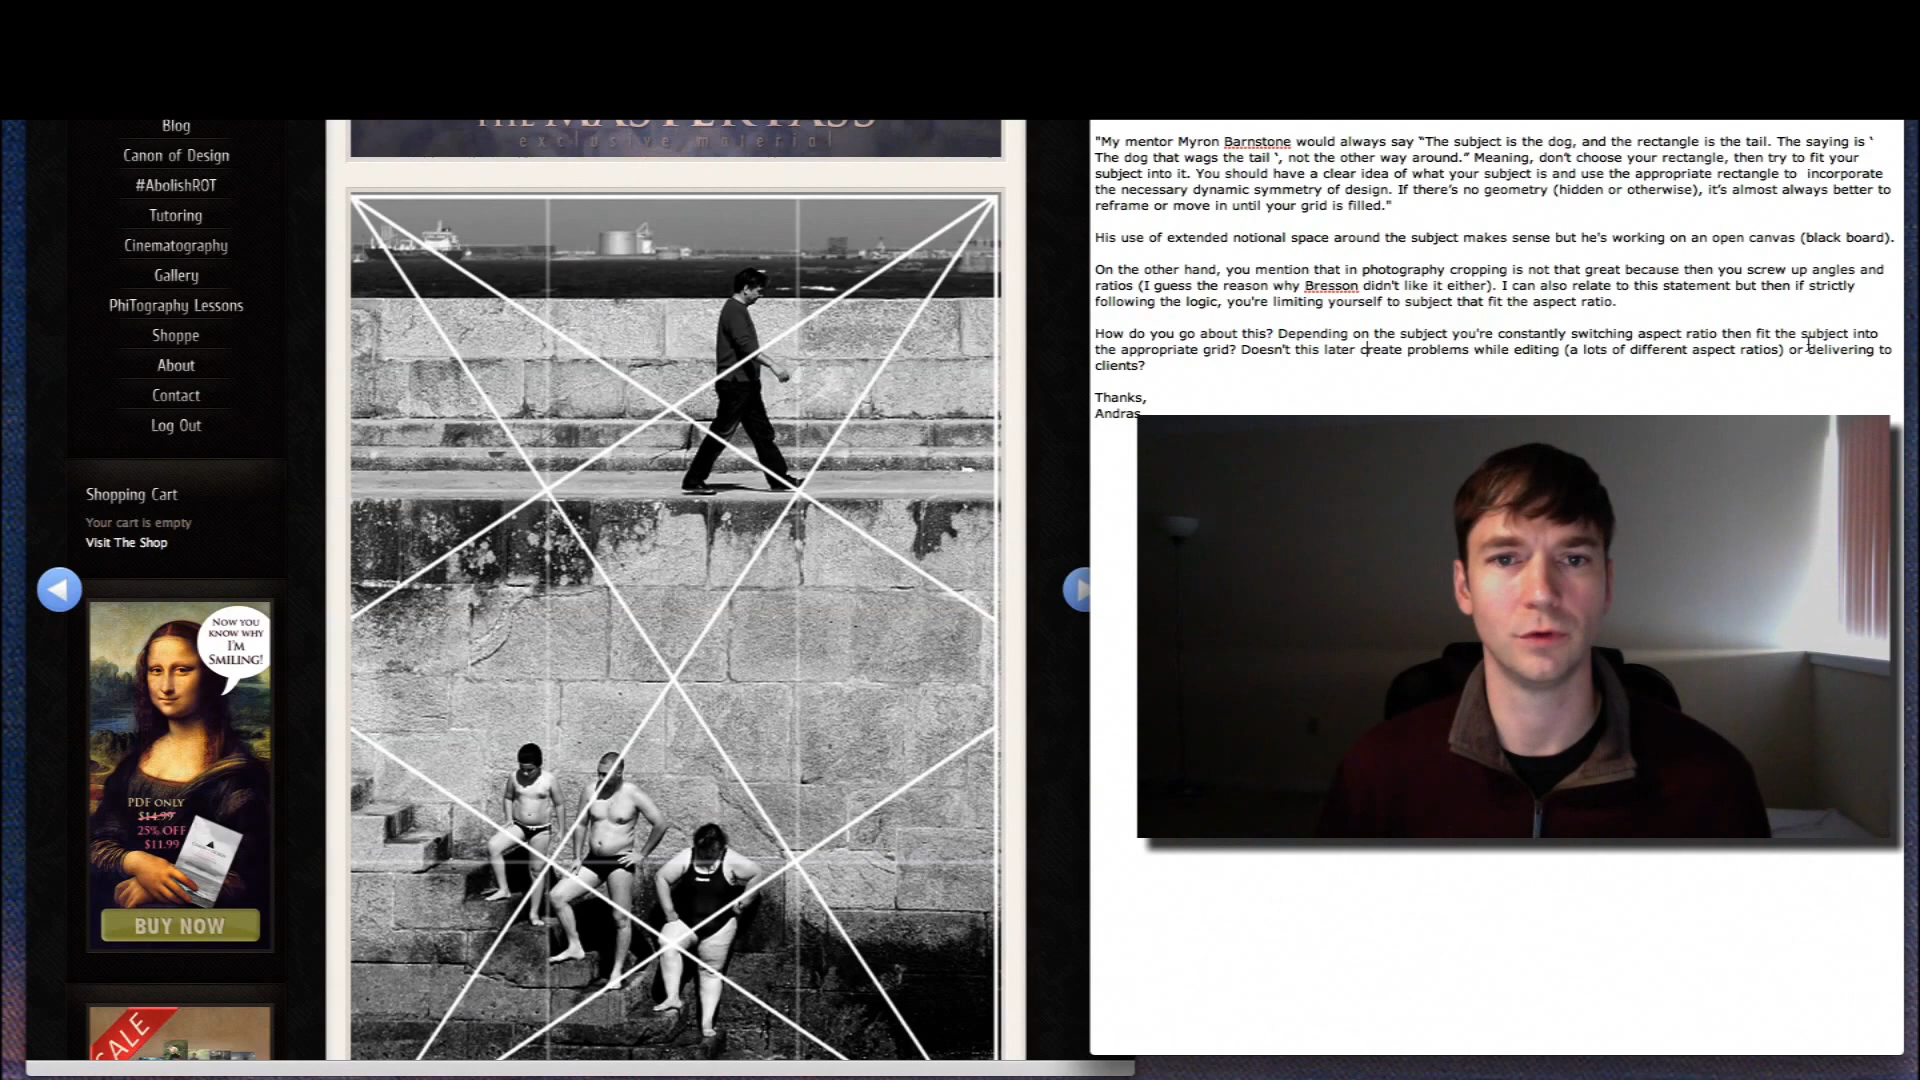 Blog
Canon of Design
#AbolishROT
Tutoring
Cinematography
Gallery
PhiTography Lessons
Shoppe
About
Contact
Log Out
Shopping Cart
Your cart is empty
Visit The Shop
NOW YOU
KNOW WHY
I'M
SMILING!
PDF ONLY
$14.99
25% OFF
$11.99
BUY NOW
SALE
THE MASTERPASS
exclusive material
"My mentor Myron Barnstone would always say “The subject is the dog, and the rectangle is the tail. The saying is ‘
The dog that wags the tail ‘, not the other way around.” Meaning, don’t choose your rectangle, then try to fit your
subject into it. You should have a clear idea of what your subject is and use the appropriate rectangle to  incorporate
the necessary dynamic symmetry of design. If there’s no geometry (hidden or otherwise), it’s almost always better to
reframe or move in until your grid is filled."
His use of extended notional space around the subject makes sense but he's working on an open canvas (black board).
On the other hand, you mention that in photography cropping is not that great because then you screw up angles and
ratios (I guess the reason why Bresson didn't like it either). I can also relate to this statement but then if strictly
following the logic, you're limiting yourself to subject that fit the aspect ratio.
How do you go about this? Depending on the subject you're constantly switching aspect ratio then fit the subject into
the appropriate grid? Doesn't this later create problems while editing (a lots of different aspect ratios) or delivering to
clients?
Thanks,
Andras